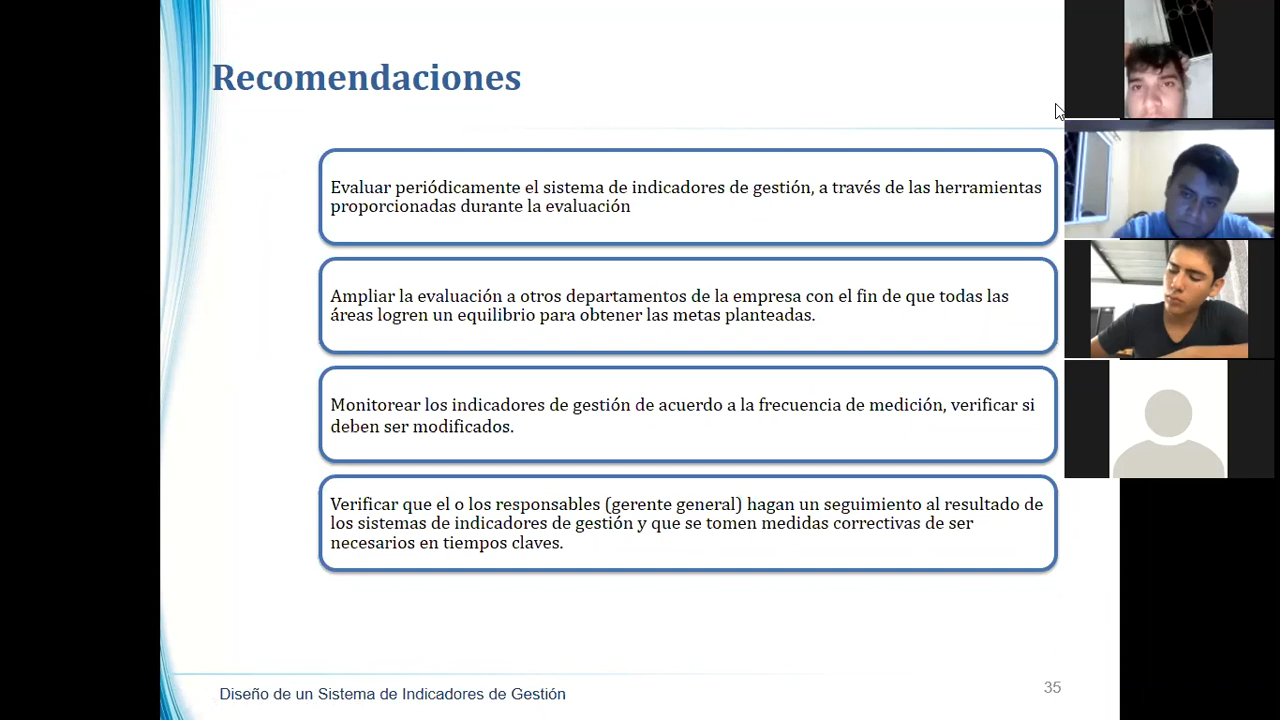 Recomendaciones
Evaluar periódicamente el sistema de indicadores de gestión, a través de las herramientas
proporcionadas durante la evaluación
Ampliar la evaluación a otros departamentos de la empresa con el fin de que todas las
áreas logren un equilibrio para obtener las metas planteadas.
Monitorear los indicadores de gestión de acuerdo a la frecuencia de medición, verificar si
deben ser modificados.
Verificar que el o los responsables (gerente general) hagan un seguimiento al resultado de
los sistemas de indicadores de gestión y que se tomen medidas correctivas de ser
necesarios en tiempos claves.
Diseño de un Sistema de Indicadores de Gestión
35